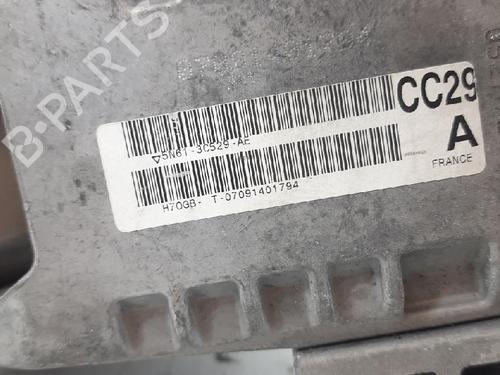 B-PARTS
CC29
5N61-3C529-AE
A
FRANCE
H70GB- T-07091401794